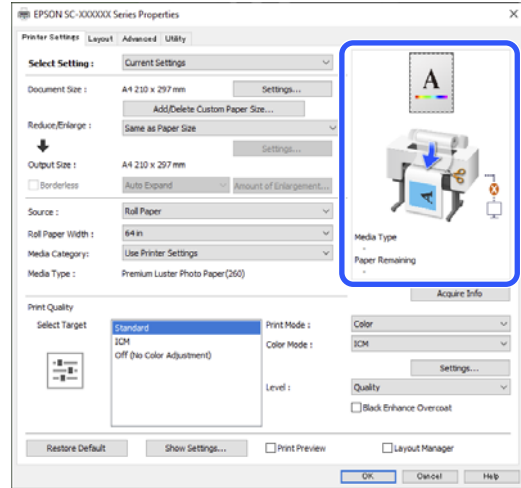 EPSON SC-XXXXXX Series Properties
Printer Settings Layout Advanced Utility
Select Setting : Current Settings
Document Size : A4 210 x 297 mm Settings...
Add/Delete Custom Paper Size...
Reduce/Enlarge : Same as Paper Size
Settings...
Output Size : A4 210 x 297 mm
Borderless Auto Expand Amount of Enlargement...
Source : Roll Paper
Roll Paper Width : 64 in
Media Category: Use Printer Settings
Media Type : Premium Luster Photo Paper(260)
A
A
Media Type
-
Paper Remaining
-
Acquire Info
Print Quality
Select Target
Standard
ICM
Off (No Color Adjustment)
Print Mode : Color
Color Mode : ICM
Settings...
Level : Quality
Black Enhance Overcoat
Restore Default Show Settings... Print Preview Layout Manager
OK Cancel Help